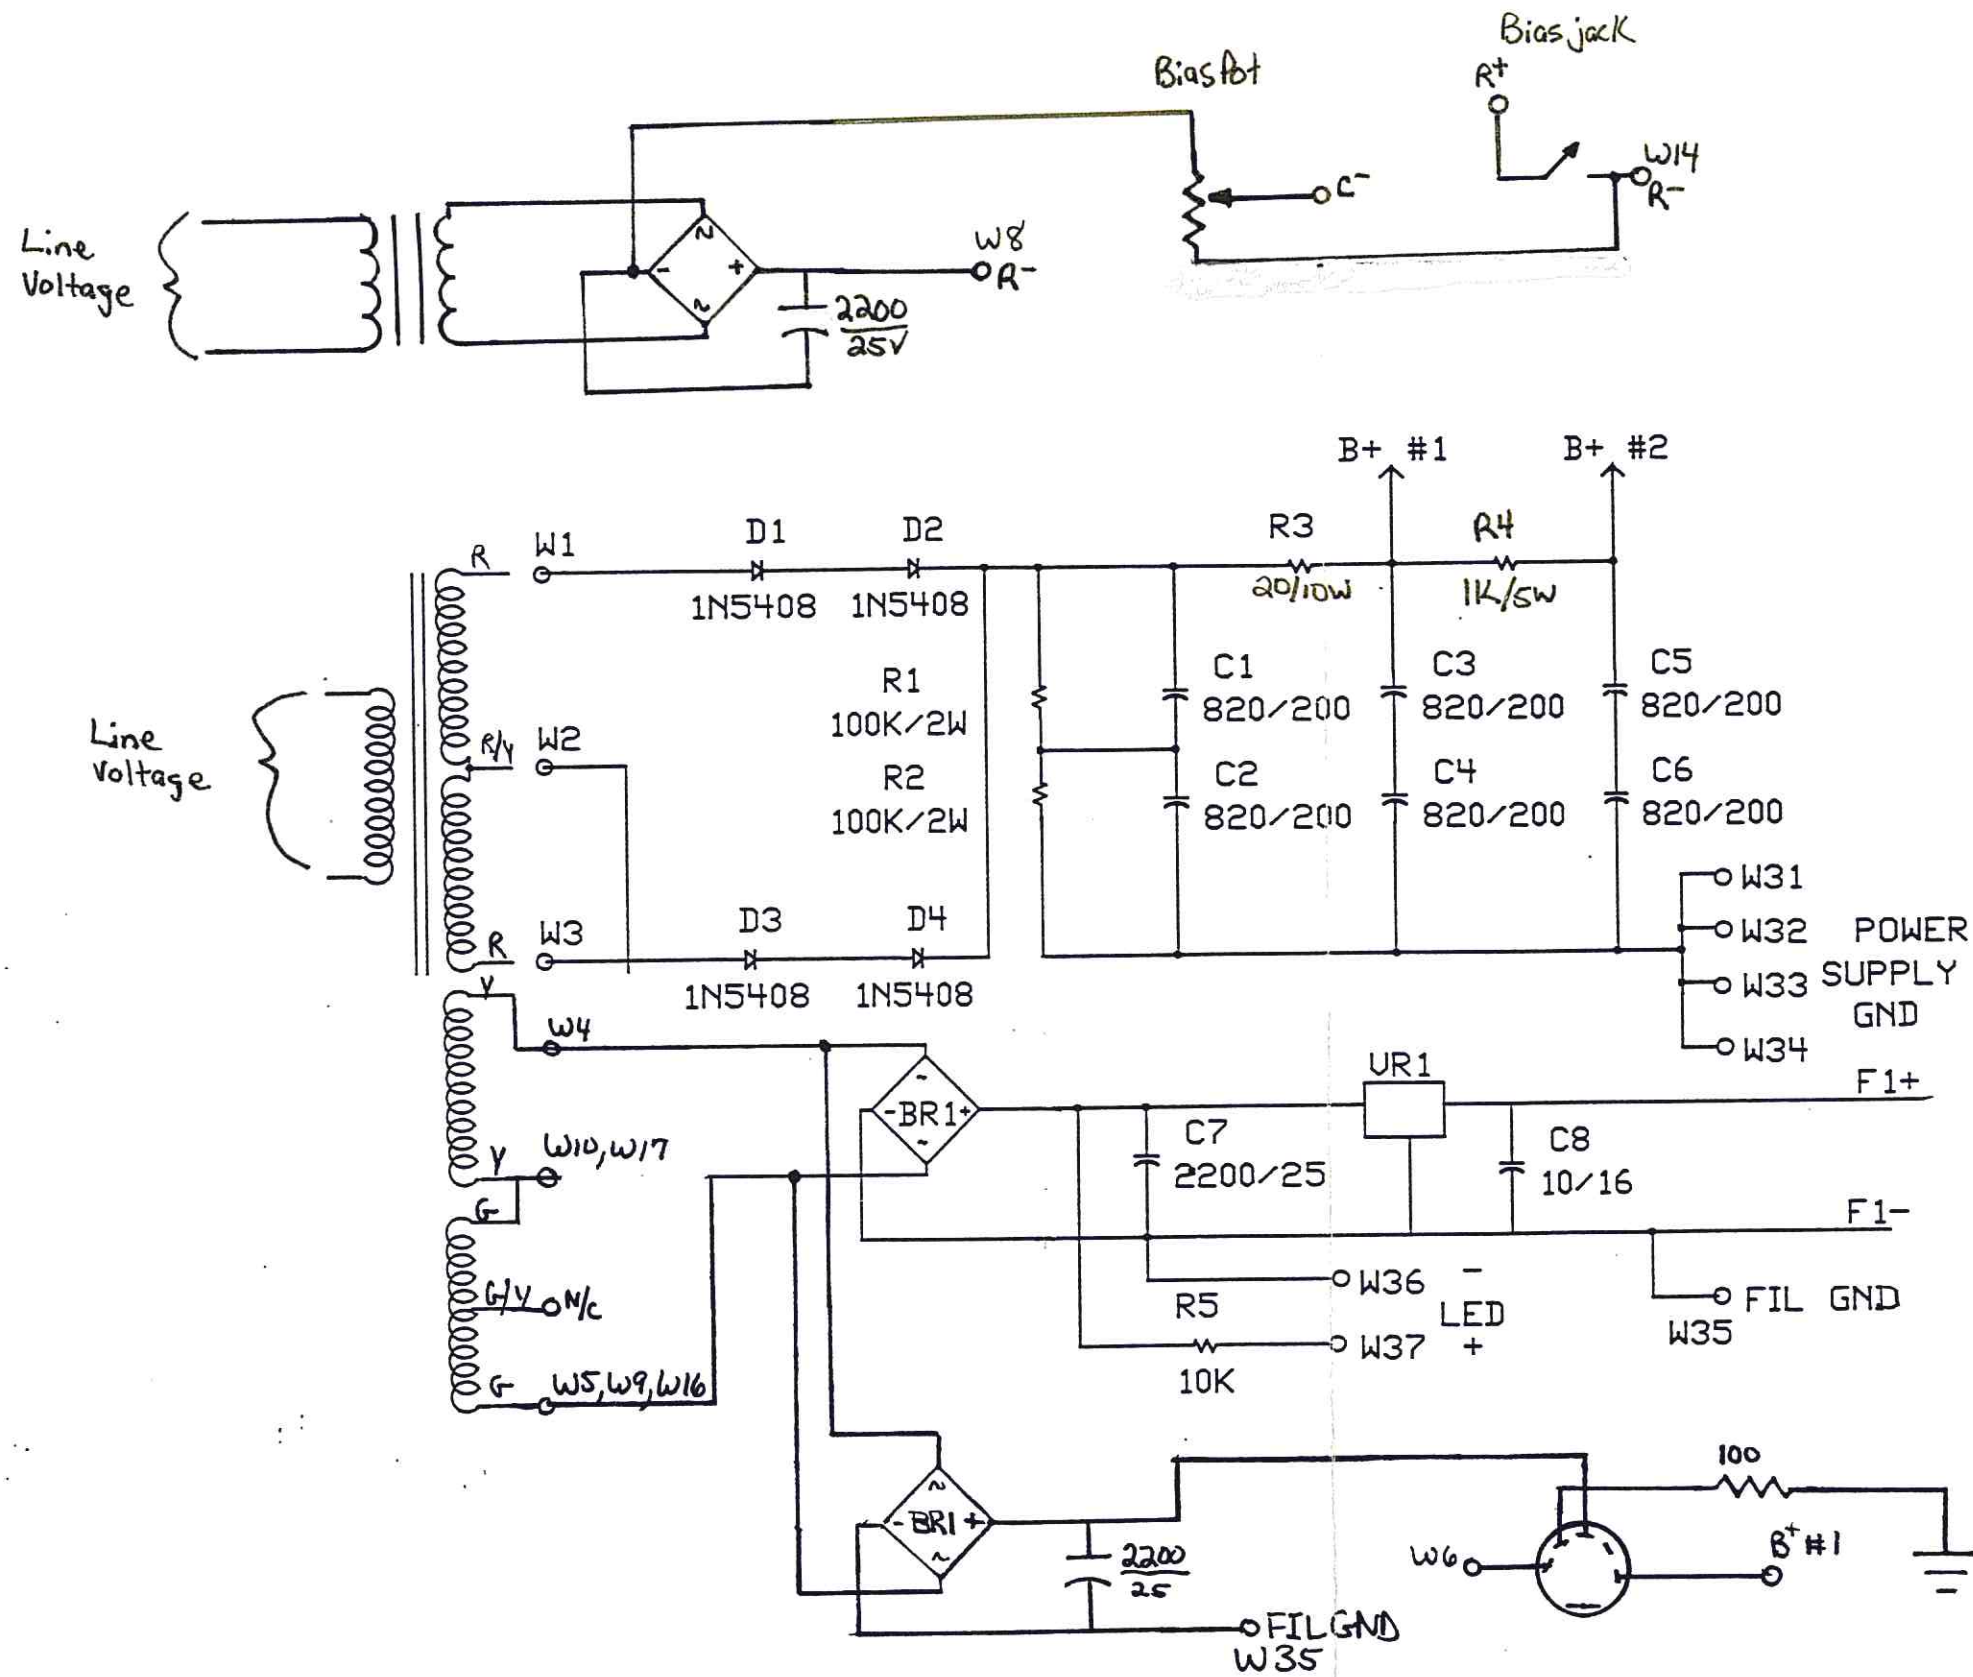 Bias jack
Bias Pot
R+
W14
R-
C-
Line
Voltage
W8
R-
~
- +
~
2200
25V
B+ #1
B+ #2
R
W1
D1
1N5408
D2
1N5408
R3
20/10W
R4
1K/5W
R1
100K/2W
C1
820/200
C3
820/200
C5
820/200
R/Y
W2
Line
Voltage
R2
100K/2W
C2
820/200
C4
820/200
C6
820/200
R
W3
D3
1N5408
D4
1N5408
W31
W32
W33
W34
POWER
SUPPLY
GND
Y
W4
~
-BR1+
~
VR1
F1+
C7
2200/25
C8
10/16
Y
W10, W17
G
F1-
G/Y
N/C
W36 -
LED
W37 +
R5
10K
FIL GND
W35
G
W5, W9, W16
~
- BR1 +
~
2200
25
100
W6
B+ #1
FIL GND
W35